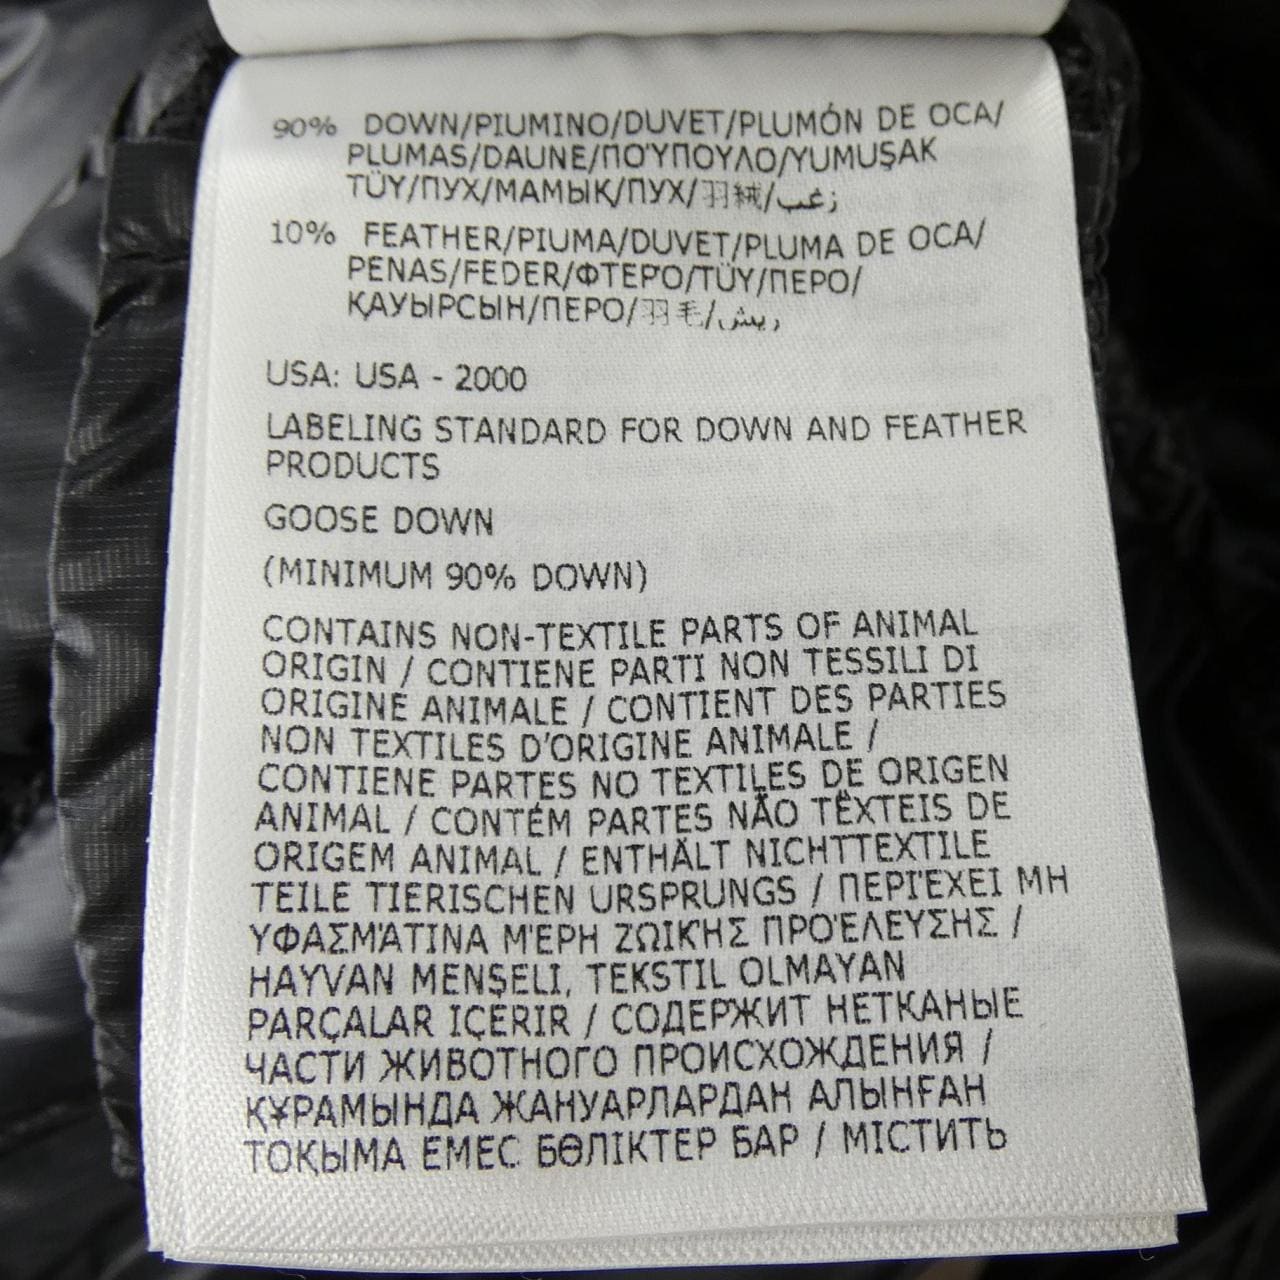 90% DOWN/PIUMINO/DUVET/PLUMÓN DE OCA/
PLUMAS/DAUNE/ΠΟΎΠΟΥΛΟ/YUMUŞAK
TÜY/ПУХ/МАМЫҚ/ПУХ/羽絨/زغب
10% FEATHER/PIUMA/DUVET/PLUMA DE OCA/
PENAS/FEDER/ΦΤΕΡΌ/TÜY/ПЕРО/
ҚАУЫРСЫН/ПЕРО/羽毛/ريش
USA: USA - 2000
LABELING STANDARD FOR DOWN AND FEATHER
PRODUCTS
GOOSE DOWN
(MINIMUM 90% DOWN)
CONTAINS NON-TEXTILE PARTS OF ANIMAL
ORIGIN / CONTIENE PARTI NON TESSILI DI
ORIGINE ANIMALE / CONTIENT DES PARTIES
NON TEXTILES D'ORIGINE ANIMALE /
CONTIENE PARTES NO TEXTILES DE ORIGEN
ANIMAL / CONTÉM PARTES NÃO TÊXTEIS DE
ORIGEM ANIMAL / ENTHÄLT NICHTTEXTILE
TEILE TIERISCHEN URSPRUNGS / ΠΕΡΙΈΧΕΙ ΜΗ
ΥΦΑΣΜΆΤΙΝΑ ΜΈΡΗ ΖΩΙΚΉΣ ΠΡΟΈΛΕΥΣΗΣ /
HAYVAN MENŞELI, TEKSTIL OLMAYAN
PARÇALAR IÇERIR / СОДЕРЖИТ НЕТКАНЫЕ
ЧАСТИ ЖИВОТНОГО ПРОИСХОЖДЕНИЯ /
ҚҰРАМЫНДА ЖАНУАРЛАРДАН АЛЫНҒАН
ТОҚЫМА ЕМЕС БӨЛІКТЕР БАР / МІСТИТЬ